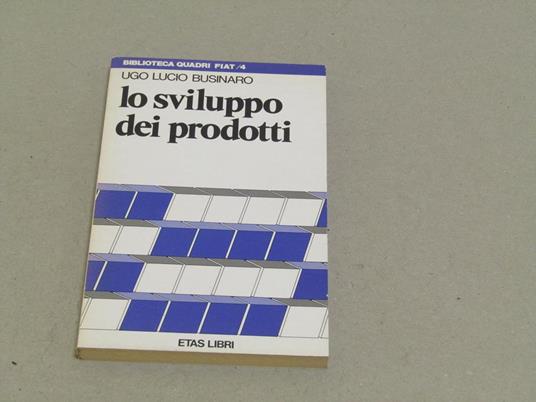 BIBLIOTECA QUADRI FIAT/4
UGO LUCIO BUSINARO
lo sviluppo
dei prodotti
ETAS LIBRI